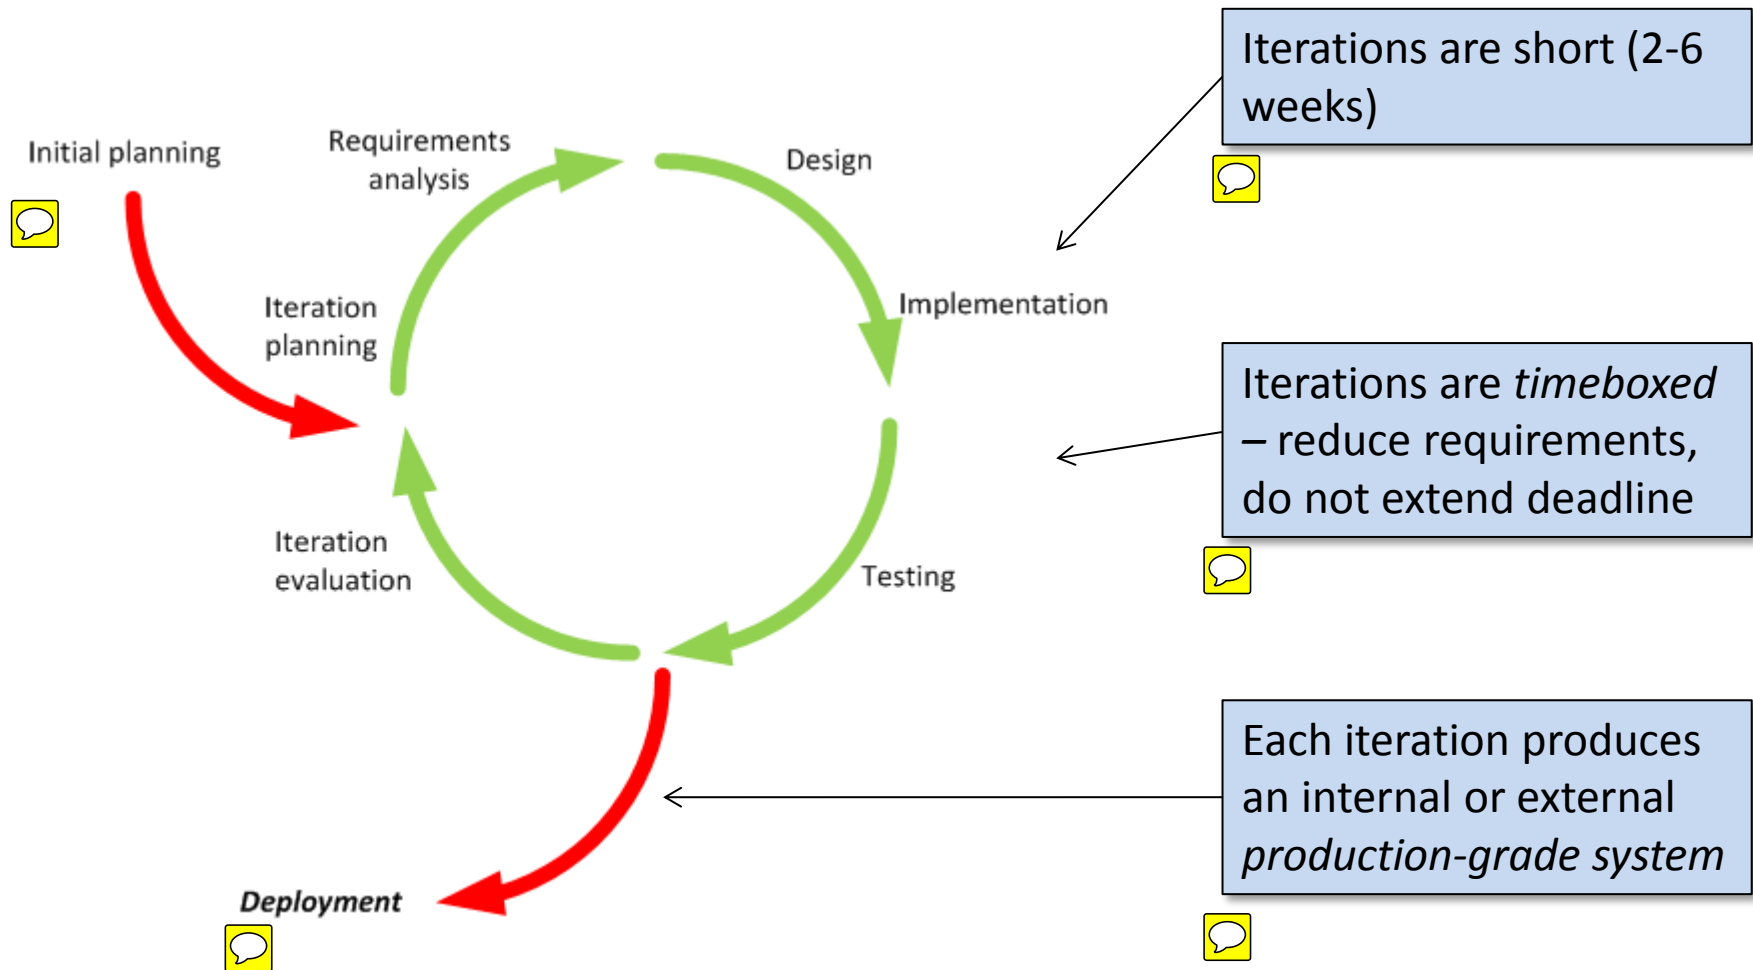 Initial planning
Requirements
analysis
Design
Iteration
planning
Implementation
Iteration
evaluation
Testing
Deployment
Iterations are short (2-6
weeks)
Iterations are timeboxed
– reduce requirements,
do not extend deadline
Each iteration produces
an internal or external
production-grade system